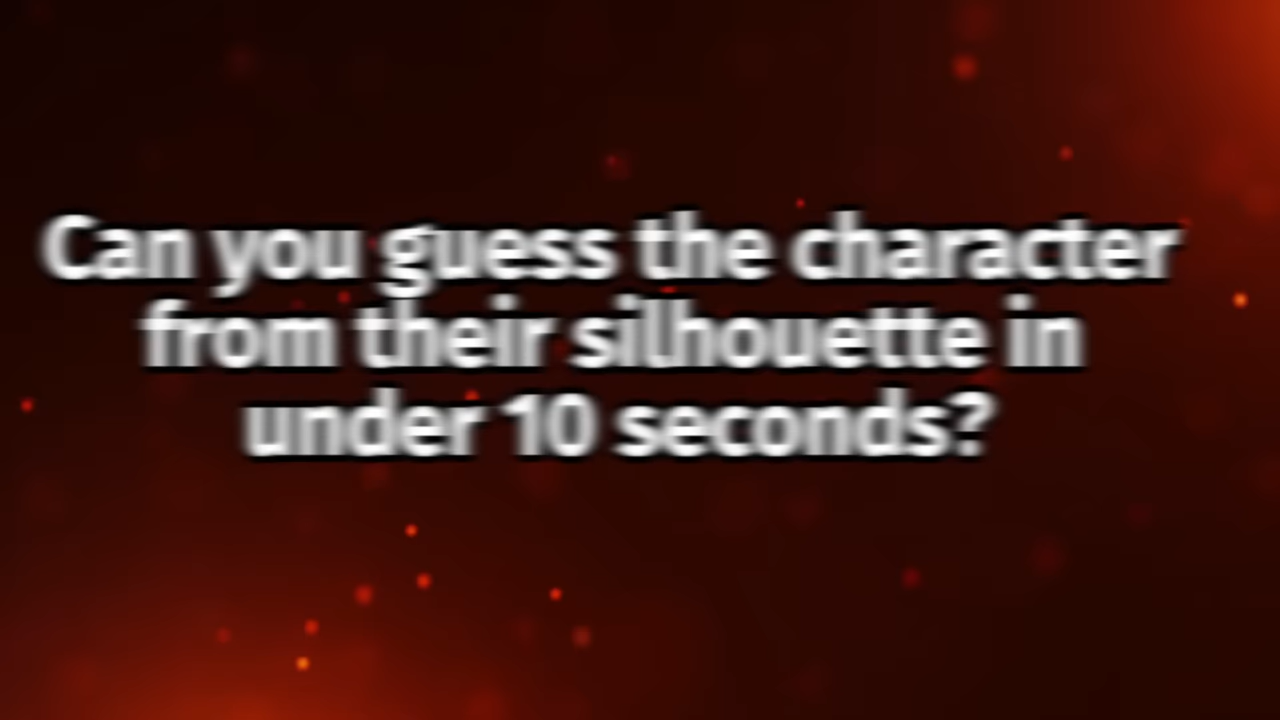 Can you guess the character
from their silhouette in
under 10 seconds?